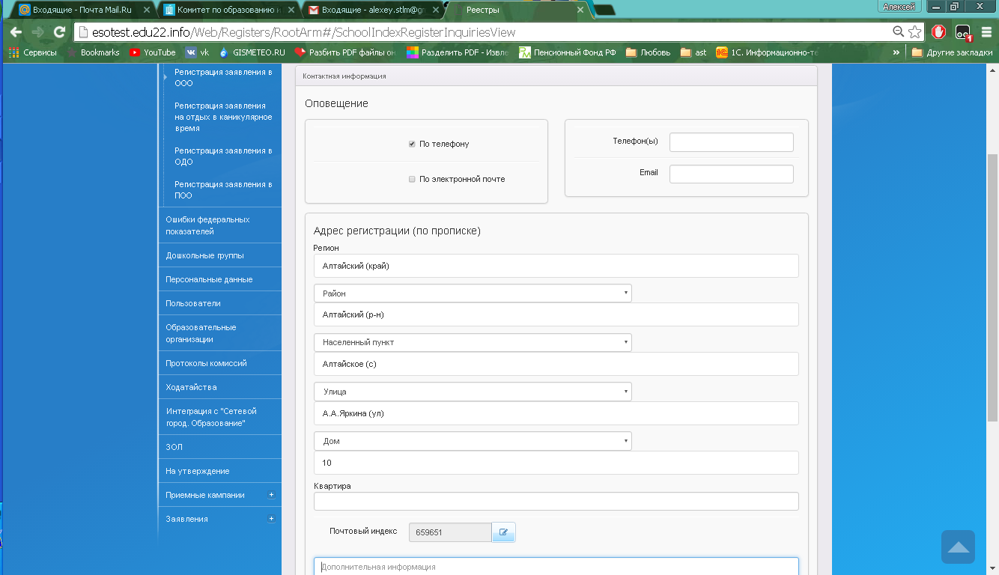 Входящие - Почта Mail.Ru
Комитет по образованию и
Входящие - alexey.stlm@gm
Реестры
Алексей
esotest.edu22.info/Web/Registers/RootArm#/SchoolIndexRegisterInquiriesView
1
Сервисы
Bookmarks
YouTube
vk
GISMETEO.RU
Разбить PDF файлы он
Разделить PDF - Извле
Пенсионный Фонд РФ
Любовь
ast
1С. Информационно-те
»
Другие закладки
Регистрация заявления в
ООО
Регистрация заявления
на отдых в каникулярное
время
Регистрация заявления в
ОДО
Регистрация заявления в
ПОО
Ошибки федеральных
показателей
Дошкольные группы
Персональные данные
Пользователи
Образовательные
организации
Протоколы комиссий
Ходатайства
Интеграция с "Сетевой
город. Образование"
ЗОЛ
На утверждение
Приемные кампании
Заявления
Контактная информация
Оповещение
По телефону
По электронной почте
Телефон(ы)
Email
Адрес регистрации (по прописке)
Регион
Алтайский (край)
Район
Алтайский (р-н)
Населенный пункт
Алтайское (с)
Улица
А.А.Яркина (ул)
Дом
10
Квартира
Почтовый индекс
659651
Дополнительная информация